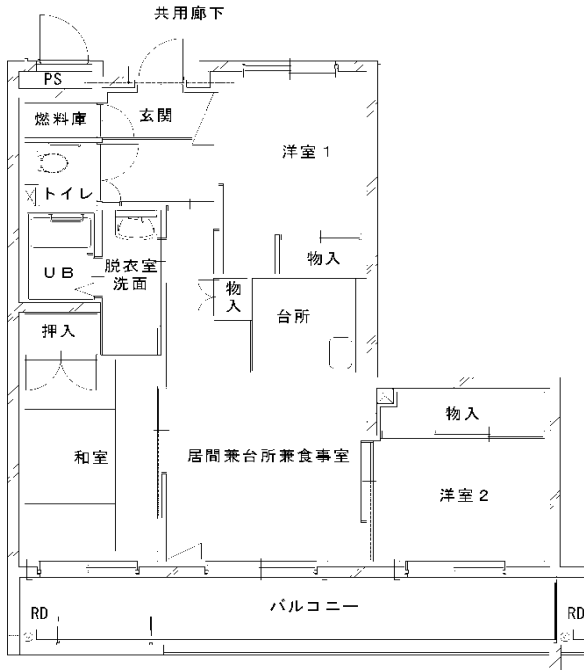 共用廊下
PS
燃料庫
玄関
洋室1
トイレ
UB
脱衣室
洗面
物入
物入
台所
押入
物入
和室
居間兼台所兼食事室
洋室2
バルコニー
RD
RD